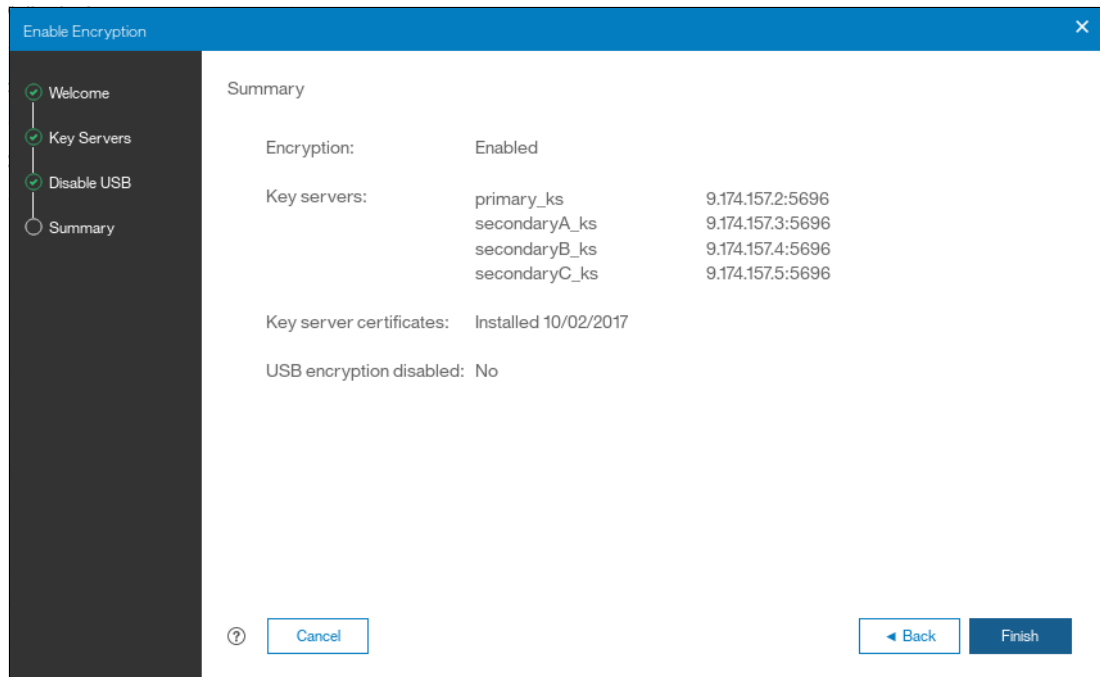 Enable Encryption
Welcome
Key Servers
Disable USB
Summary
Summary
Encryption: Enabled
Key servers: primary_ks 9.174.157.2:5696
secondaryA_ks 9.174.157.3:5696
secondaryB_ks 9.174.157.4:5696
secondaryC_ks 9.174.157.5:5696
Key server certificates: Installed 10/02/2017
USB encryption disabled: No
? Cancel ◄ Back Finish